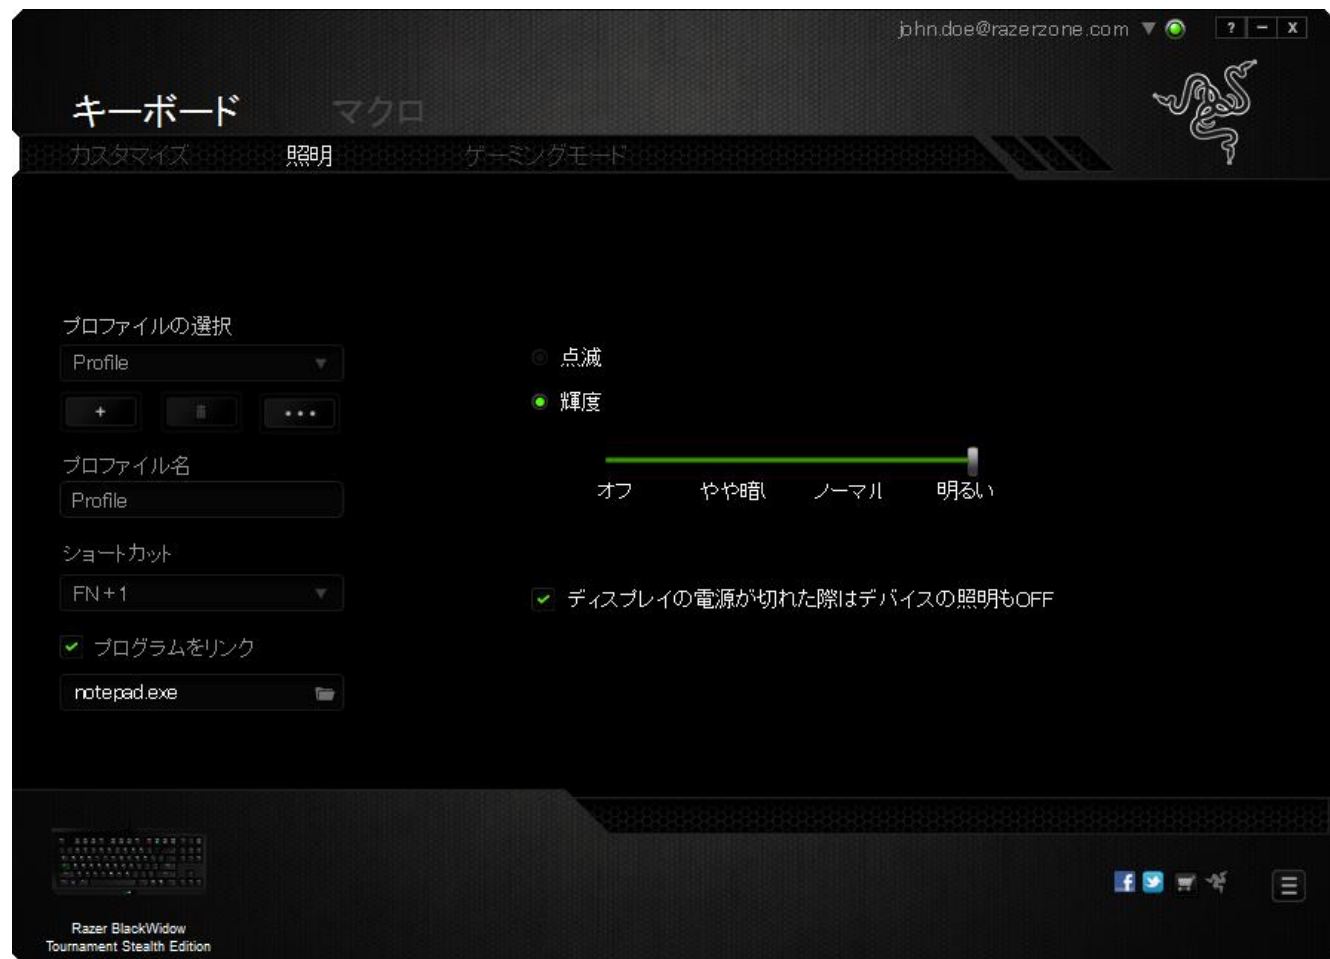 john.doe@razerzone.com
? - X
キーボード マクロ
カスタマイズ 照明 ゲーミングモード
プロファイルの選択
Profile
プロファイル名
Profile
ショートカット
FN + 1
プログラムをリンク
notepad.exe
点滅
輝度
オフ やや暗い ノーマル 明るい
ディスプレイの電源が切れた際はデバイスの照明もOFF
Razer BlackWidow
Tournament Stealth Edition